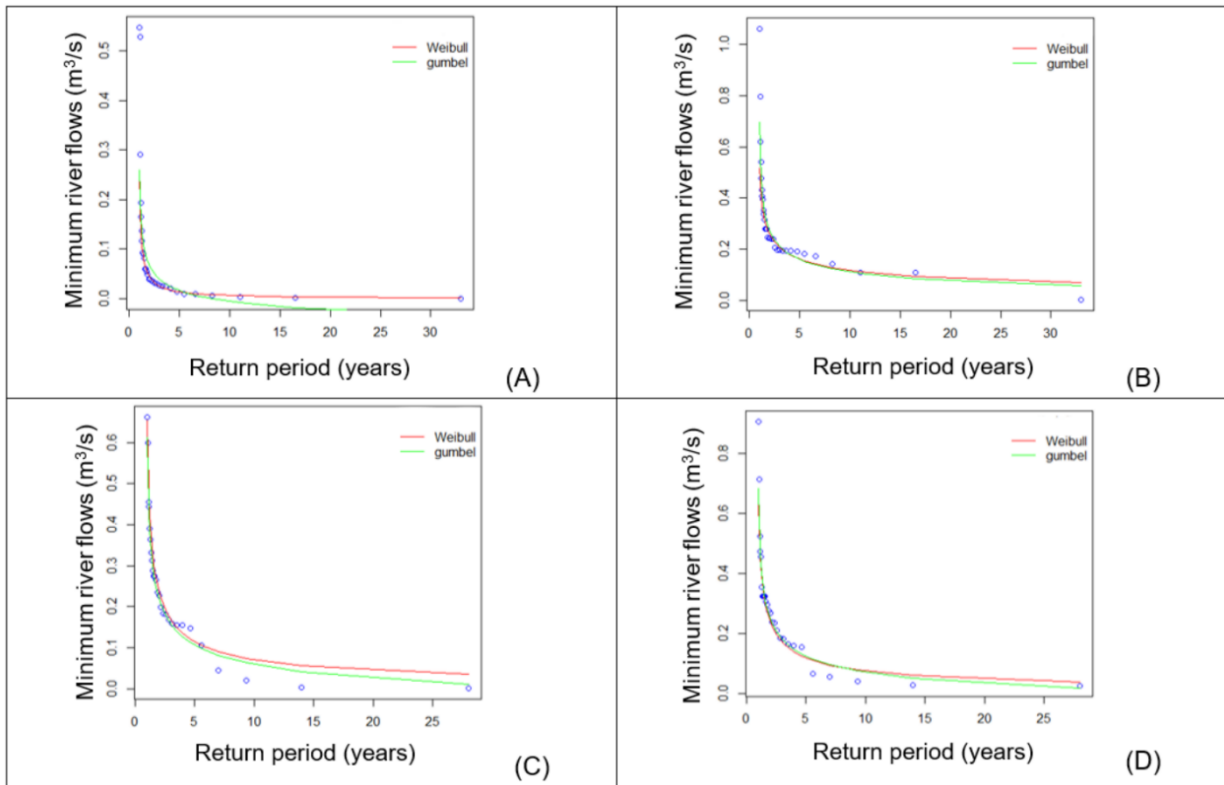 Minimum river flows (m³/s)
0.5
0.4
0.3
0.2
0.1
0.0
Weibull
gumbel
0 5 10 15 20 25 30
Return period (years)
(A)
Minimum river flows (m³/s)
1.0
0.8
0.6
0.4
0.2
0.0
Weibull
gumbel
0 5 10 15 20 25 30
Return period (years)
(B)
Minimum river flows (m³/s)
0.6
0.5
0.4
0.3
0.2
0.1
0.0
Weibull
gumbel
0 5 10 15 20 25
Return period (years)
(C)
Minimum river flows (m³/s)
0.8
0.6
0.4
0.2
0.0
Weibull
gumbel
0 5 10 15 20 25
Return period (years)
(D)